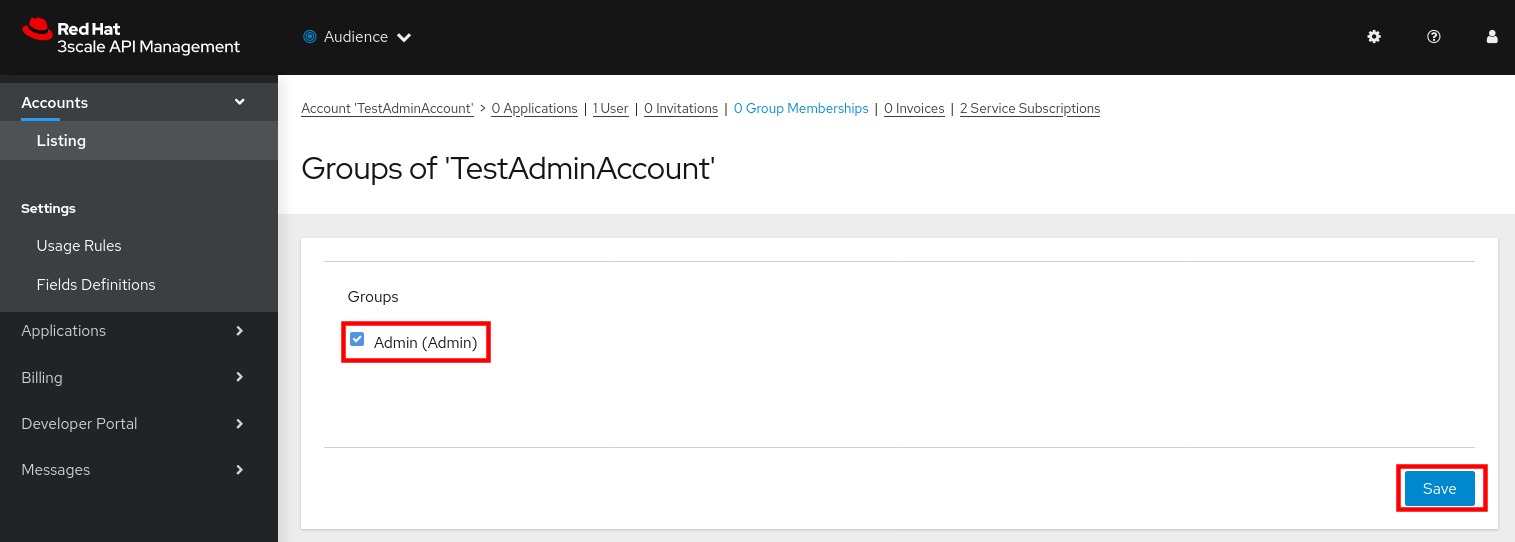 Red Hat
3scale API Management
Audience
Accounts
Listing
Settings
Usage Rules
Fields Definitions
Applications
Billing
Developer Portal
Messages
Account 'TestAdminAccount' > 0 Applications | 1 User | 0 Invitations | 0 Group Memberships | 0 Invoices | 2 Service Subscriptions
Groups of 'TestAdminAccount'
Groups
Admin (Admin)
Save